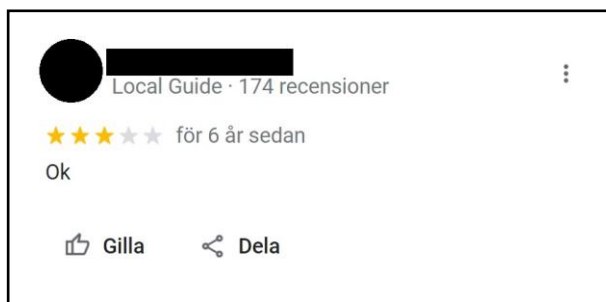 Local Guide · 174 recensioner
för 6 år sedan
Ok
Gilla Dela